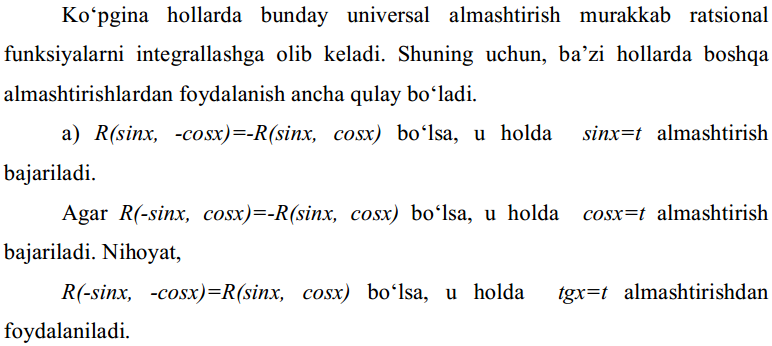 Ko‘pgina hollarda bunday universal almashtirish murakkab ratsional
funksiyalarni integrallashga olib keladi. Shuning uchun, ba’zi hollarda boshqa
almashtirishlardan foydalanish ancha qulay bo‘ladi.
a) R(sinx, -cosx)=-R(sinx, cosx) bo‘lsa, u holda sinx=t almashtirish
bajariladi.
Agar R(-sinx, cosx)=-R(sinx, cosx) bo‘lsa, u holda cosx=t almashtirish
bajariladi. Nihoyat,
R(-sinx, -cosx)=R(sinx, cosx) bo‘lsa, u holda tgx=t almashtirishdan
foydalaniladi.